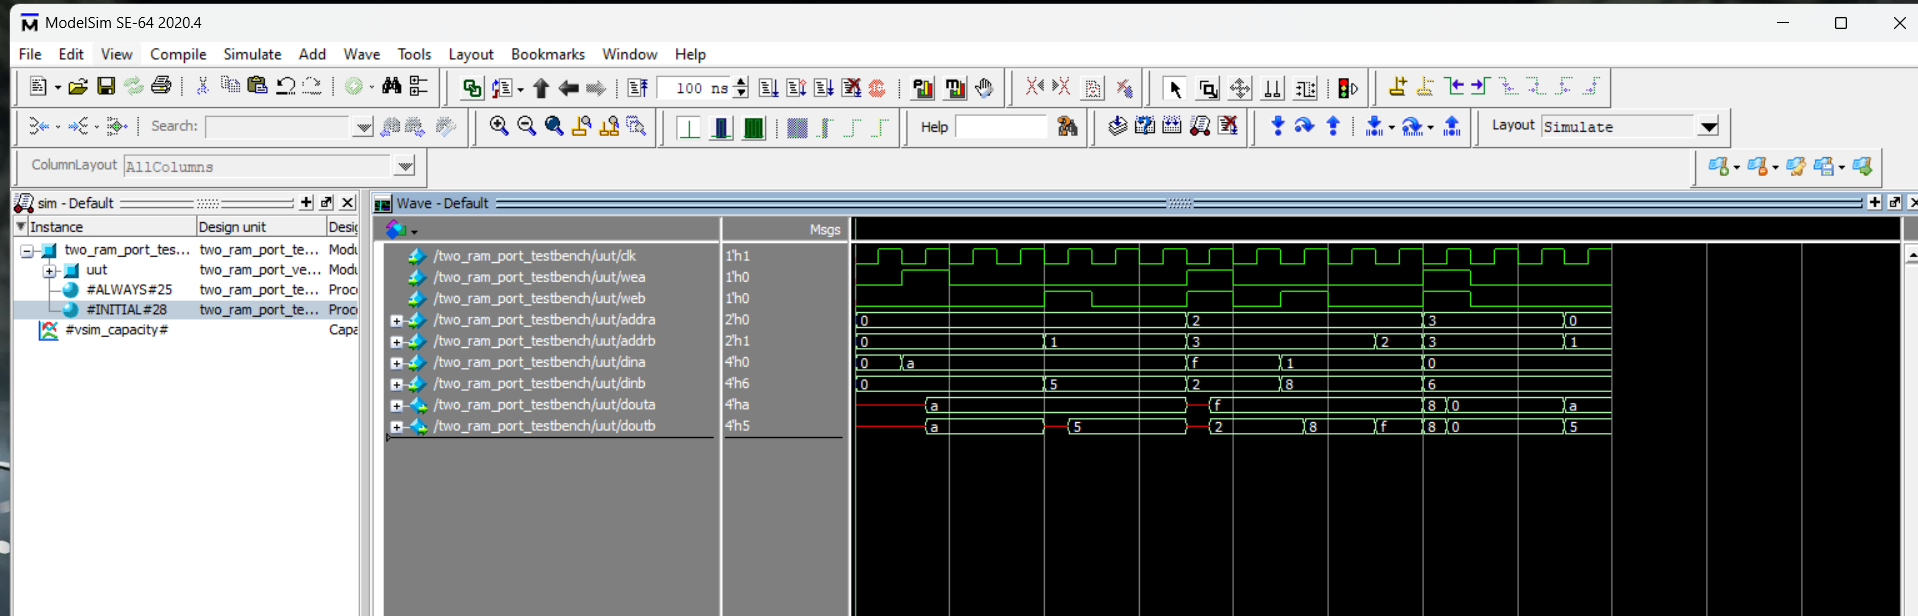 ModelSim SE-64 2020.4
File Edit View Compile Simulate Add Wave Tools Layout Bookmarks Window Help
100 ns
Search: Help Layout Simulate
ColumnLayout AllColumns
sim - Default
Instance Design unit Desig
two_ram_port_tes... two_ram_port_te... Modu
uut two_ram_port_ve... Modu
#ALWAYS#25 two_ram_port_te... Proc
#INITIAL#28 two_ram_port_te... Proc
#vsim_capacity# Capa
Wave - Default
Msgs
/two_ram_port_testbench/uut/clk 1'h1
/two_ram_port_testbench/uut/wea 1'h0
/two_ram_port_testbench/uut/web 1'h0
/two_ram_port_testbench/uut/addra 2'h0 0 2 3 0
/two_ram_port_testbench/uut/addrb 2'h1 0 1 3 2 3 1
/two_ram_port_testbench/uut/dina 4'h0 0 a f 1 0
/two_ram_port_testbench/uut/dinb 4'h6 0 5 2 8 6
/two_ram_port_testbench/uut/douta 4'ha a f 8 0 a
/two_ram_port_testbench/uut/doutb 4'h5 a 5 2 8 f 8 0 5